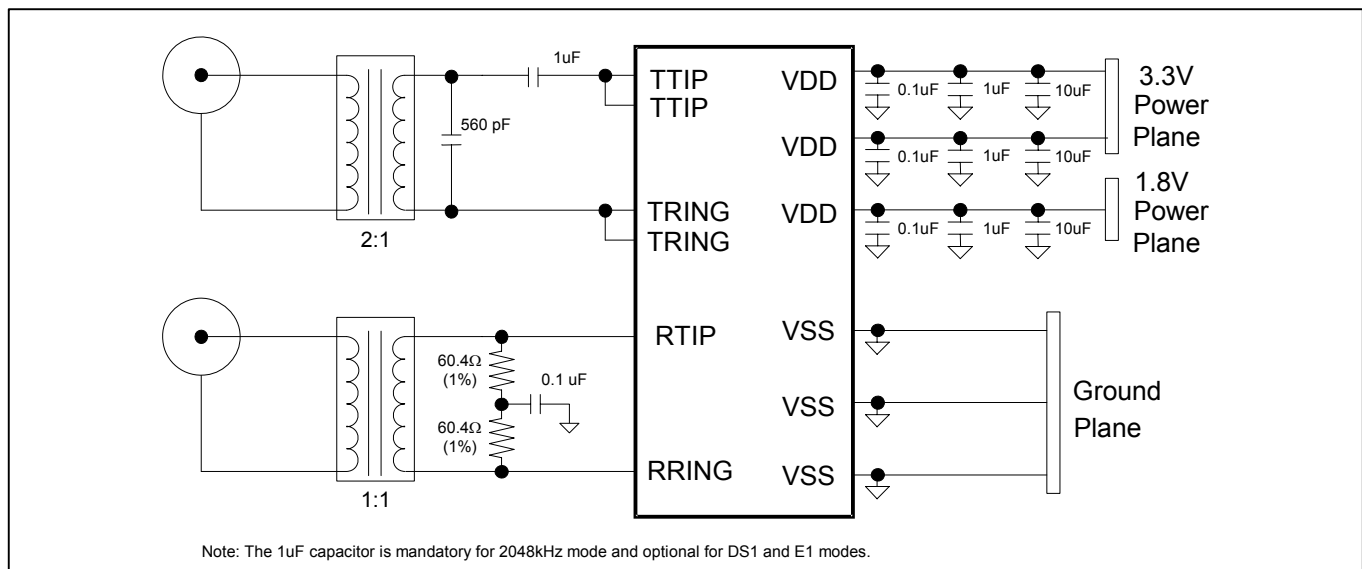 1uF
560 pF
2:1
TTIP
TTIP
TRING
TRING
VDD
0.1uF
1uF
10uF
VDD
0.1uF
1uF
10uF
3.3V
Power
Plane
VDD
0.1uF
1uF
10uF
1.8V
Power
Plane
60.4Ω
(1%)
0.1 uF
60.4Ω
(1%)
1:1
RTIP
RRING
VSS
VSS
VSS
Ground
Plane
Note: The 1uF capacitor is mandatory for 2048kHz mode and optional for DS1 and E1 modes.